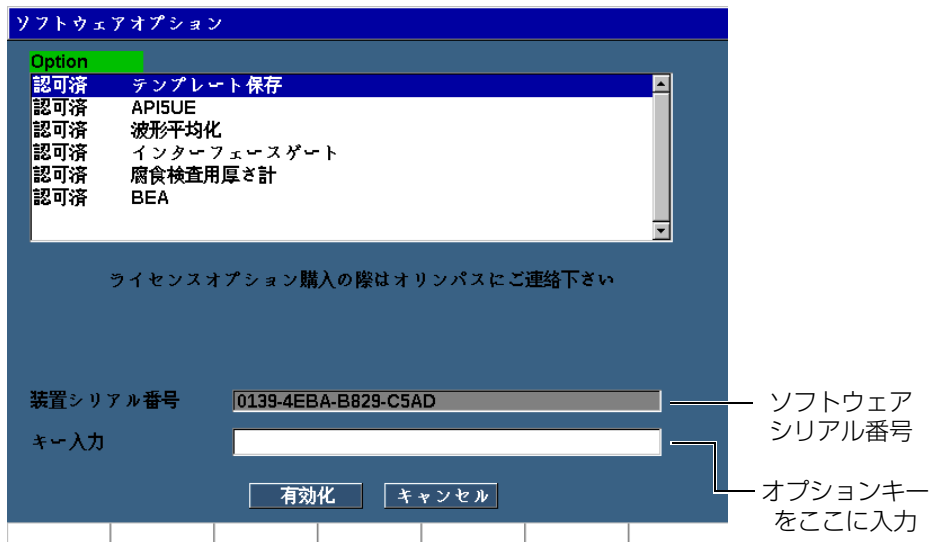 ソフトウェアオプション
Option
認可済 テンプレート保存
認可済 API5UE
認可済 波形平均化
認可済 インターフェースゲート
認可済 腐食検査用厚さ計
認可済 BEA
ライセンスオプション購入の際はオリンパスにご連絡下さい
装置シリアル番号 0139-4EBA-B829-C5AD
ソフトウェア
シリアル番号
キー入力
有効化 キャンセル
オプションキー
をここに入力